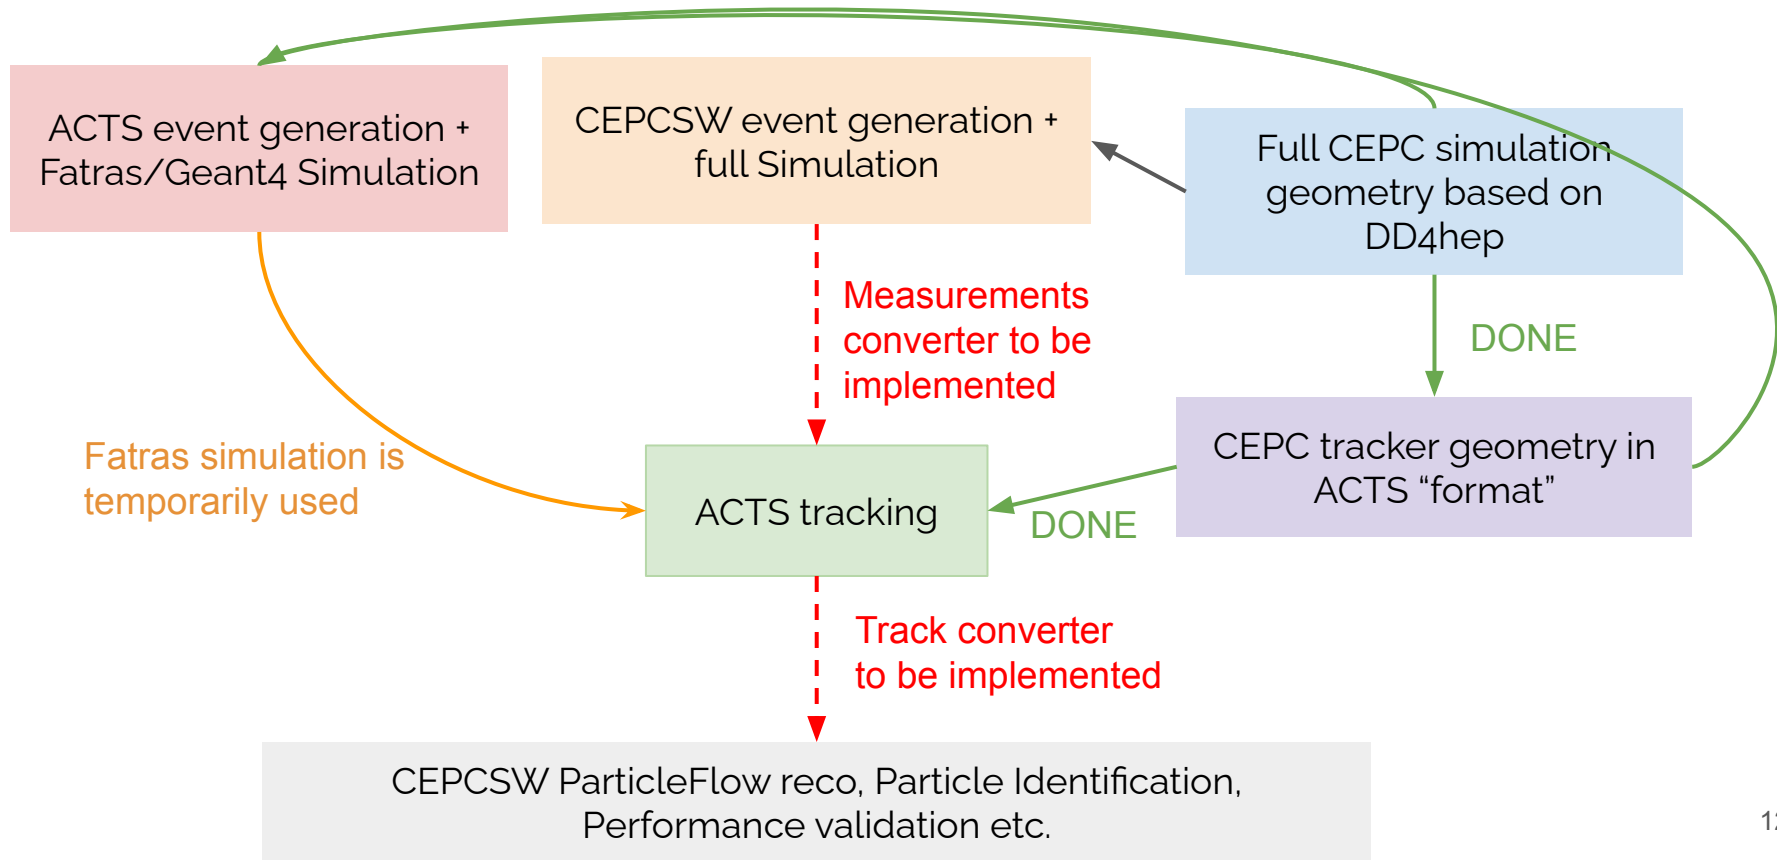 ACTS event generation +
Fatras/Geant4 Simulation
CEPCSW event generation +
full Simulation
Full CEPC simulation
geometry based on
DD4hep
Measurements
converter to be
implemented
DONE
Fatras simulation is
temporarily used
ACTS tracking
DONE
CEPC tracker geometry in
ACTS “format”
Track converter
to be implemented
CEPCSW ParticleFlow reco, Particle Identification,
Performance validation etc.